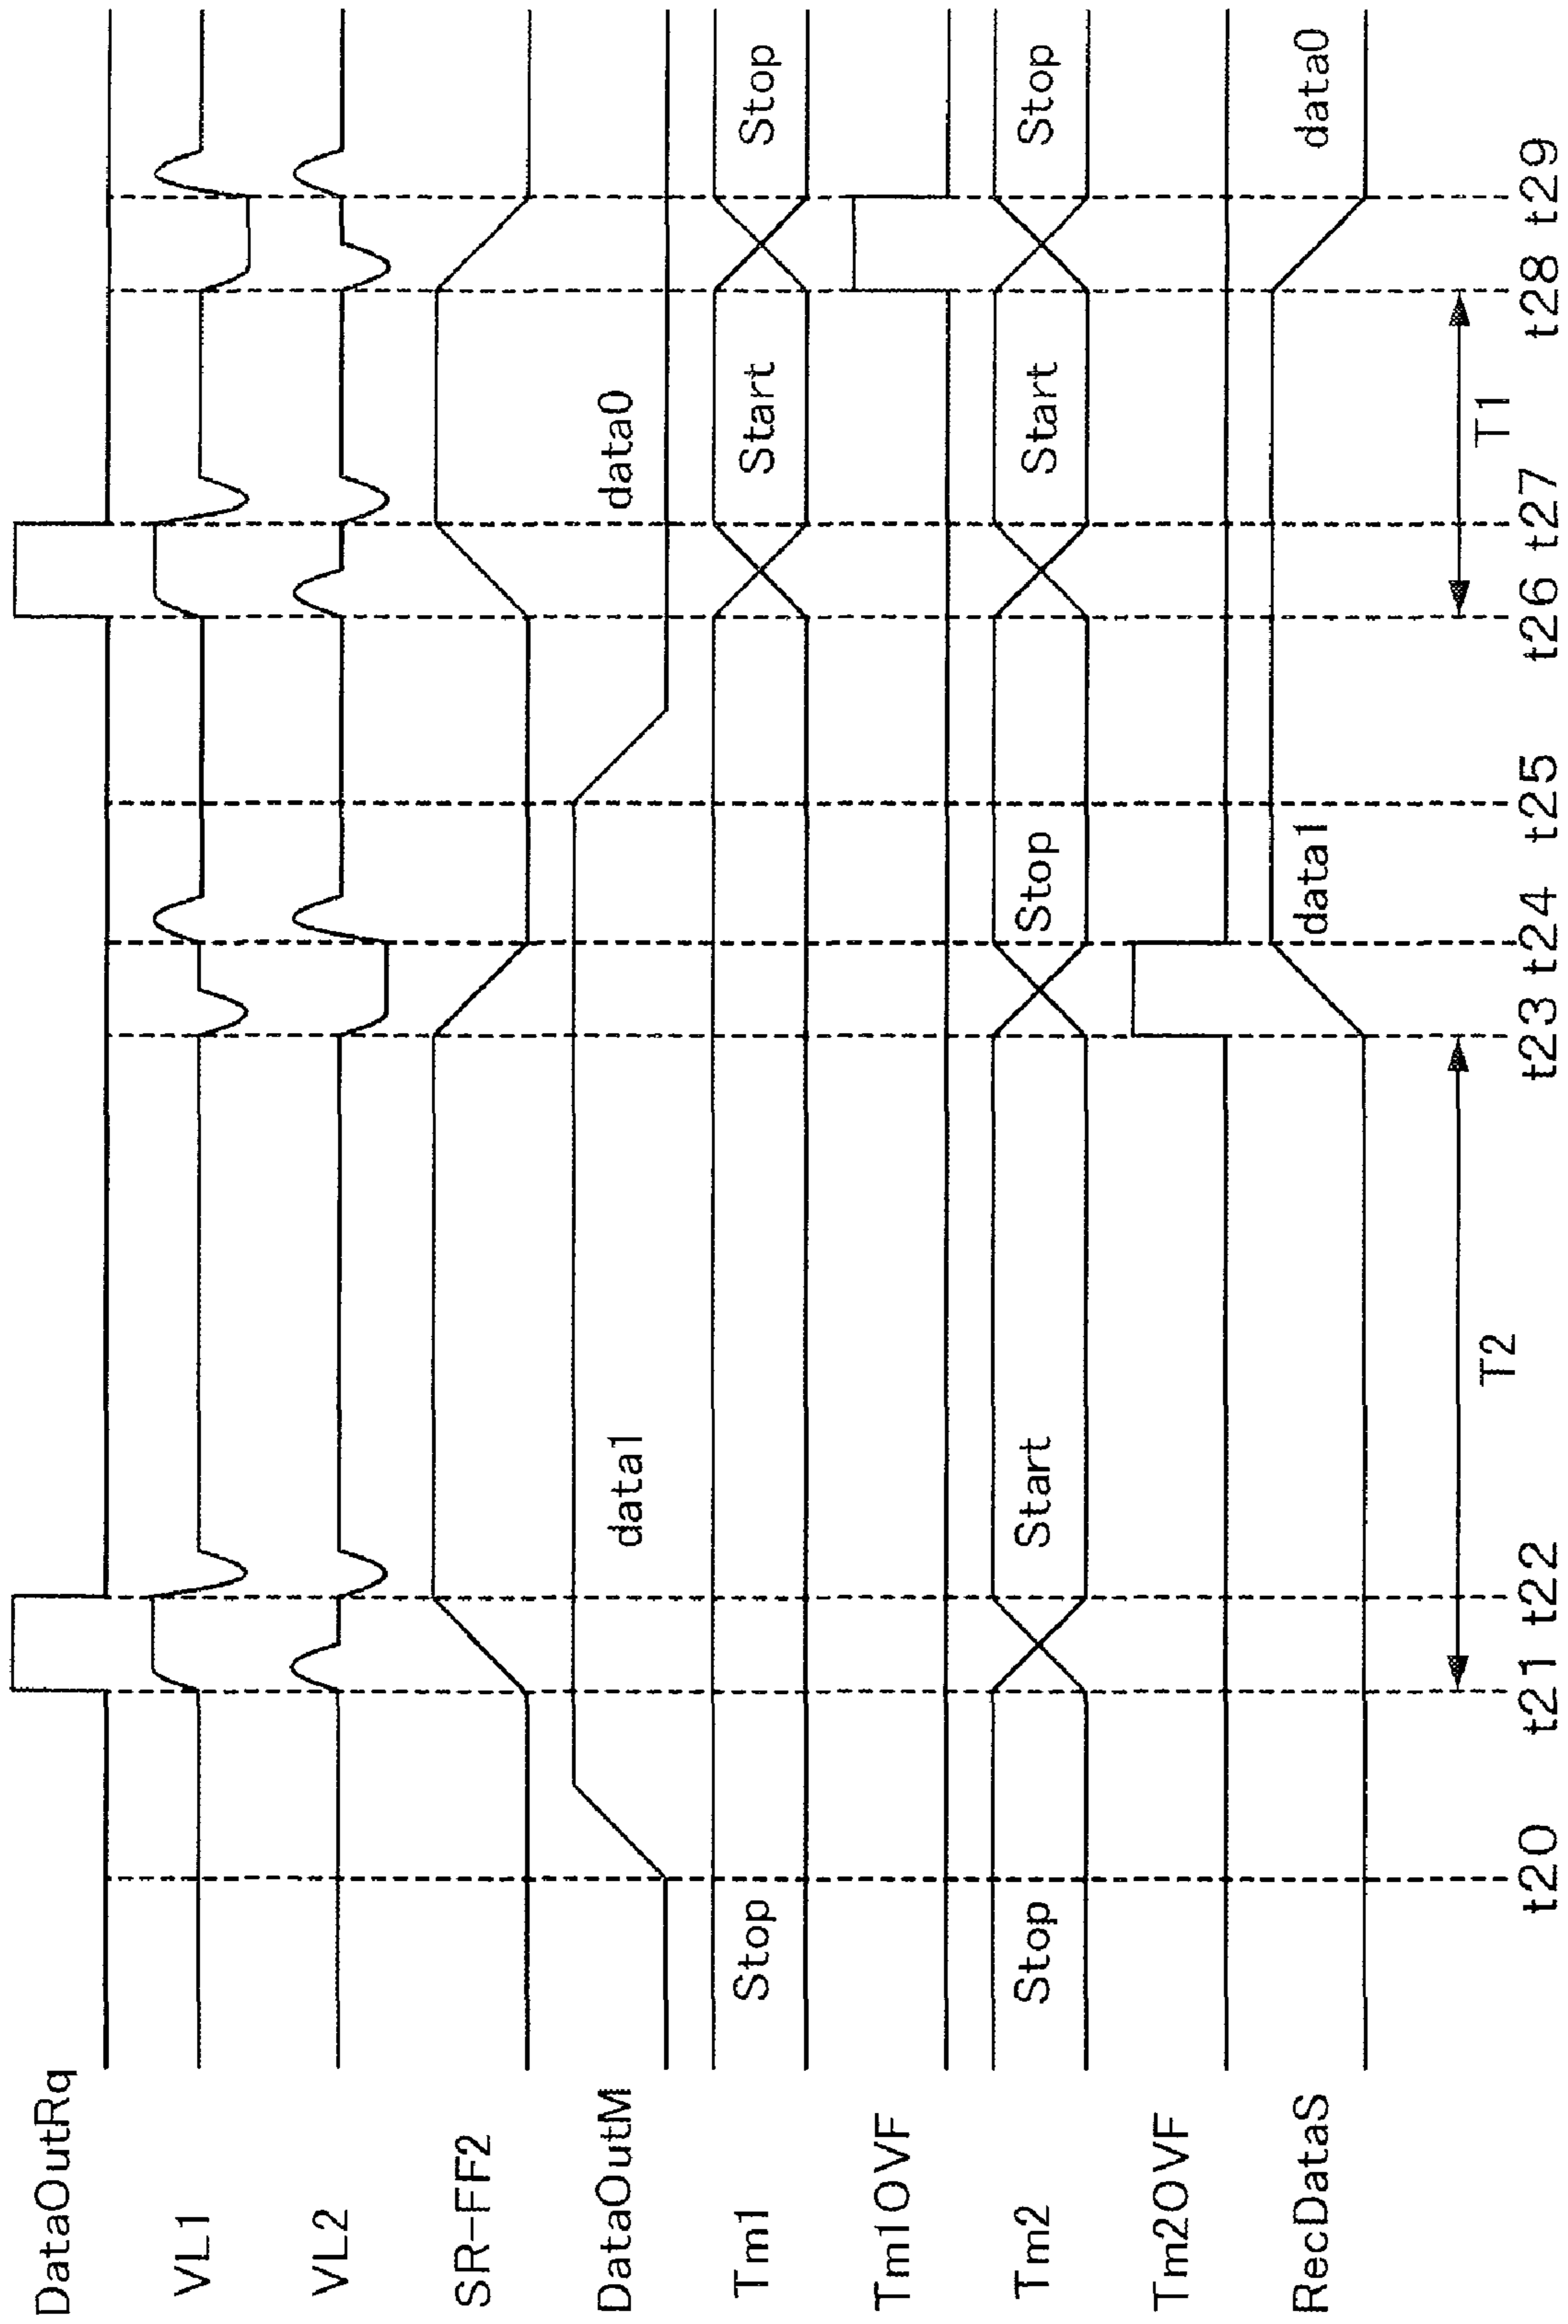 DataOutRq
VL1
VL2
SR-FF2
DataOutM
data1
data0
Tm1
Stop
Start
Stop
Tm1OVF
Tm2
Stop
Start
Stop
Start
Stop
Tm2OVF
RecDataS
data1
data0
T2
T1
t20 t21 t22 t23 t24 t25 t26 t27 t28 t29